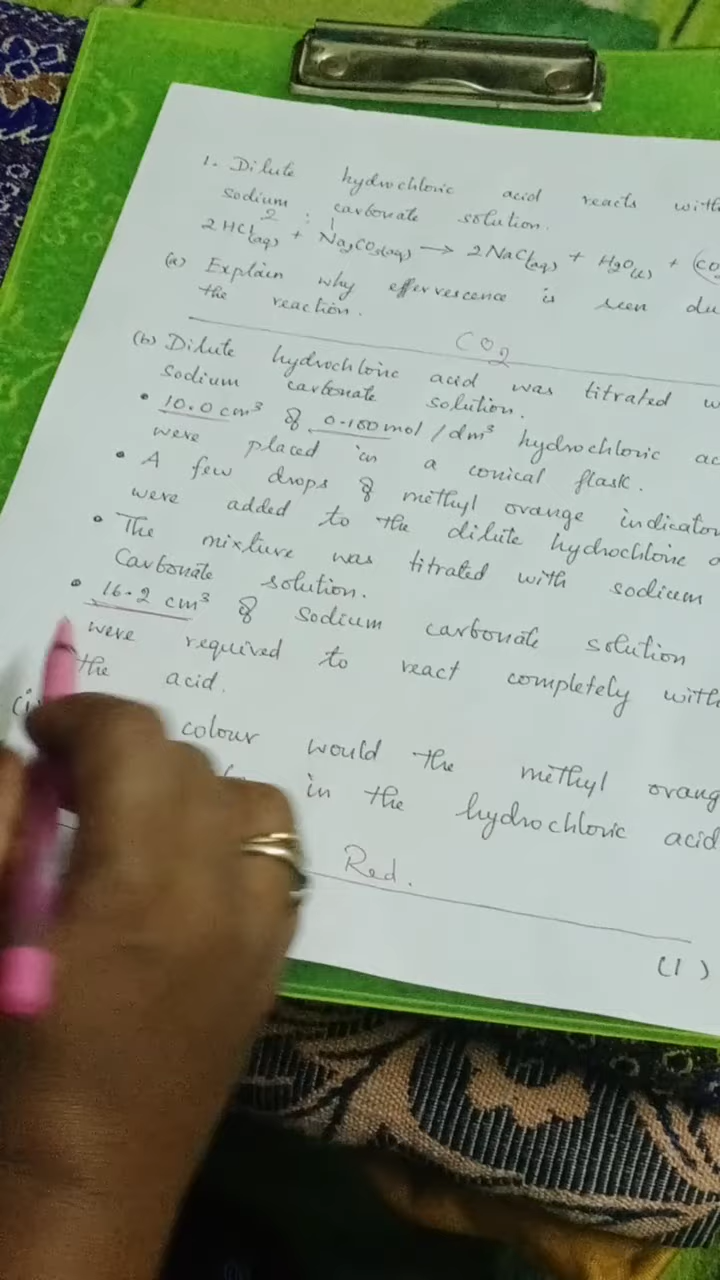 1. Dilute hydrochloric acid reacts with
sodium carbonate solution.
2 : 1
2HCl(aq) + Na2CO3(aq) → 2NaCl(aq) + H2O(l) + CO
(a) Explain why effervescence is seen du
the reaction.
CO2
(b) Dilute hydrochloric acid was titrated w
Sodium carbonate solution.
• 10.0 cm³ of 0.100 mol/dm³ hydrochloric ac
were placed in a conical flask.
• A few drops of methyl orange indicator
were added to the dilute hydrochloric a
• The mixture was titrated with sodium
Carbonate solution.
• 16.2 cm³ of Sodium carbonate solution
were required to react completely with
the acid.
(i) colour would the methyl orang
in the hydrochloric acid
Red.
(1)